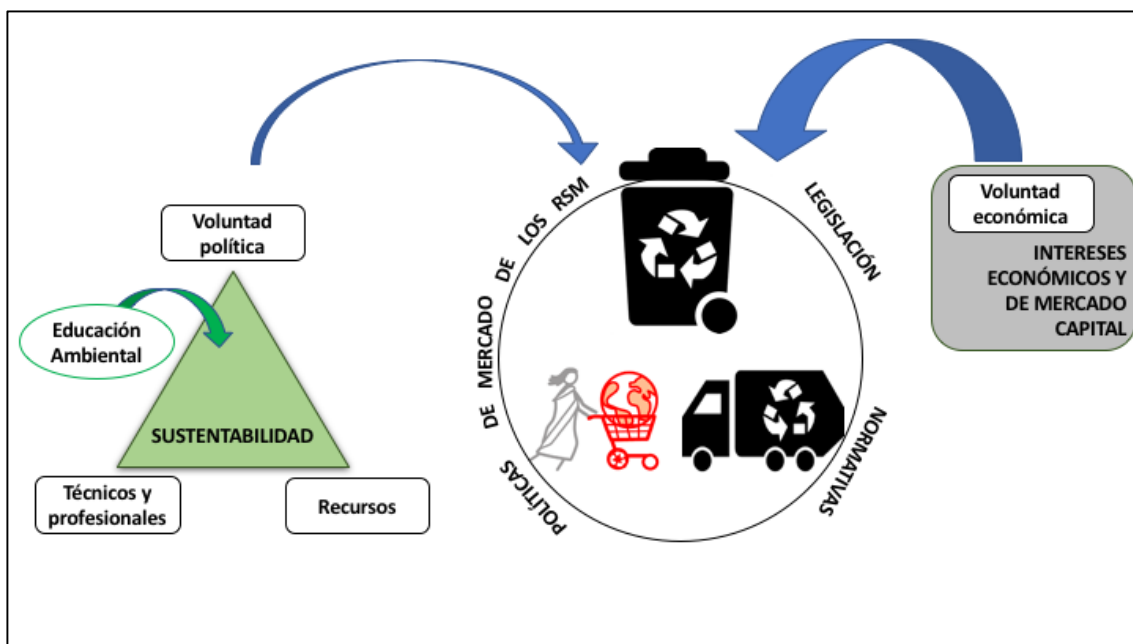 Voluntad
política
Educación
Ambiental
SUSTENTABILIDAD
Técnicos y
profesionales
Recursos
POLÍTICAS DE MERCADO DE LOS RSM
LEGISLACIÓN
NORMATIVAS
Voluntad
económica
INTERESES
ECONÓMICOS Y
DE MERCADO
CAPITAL